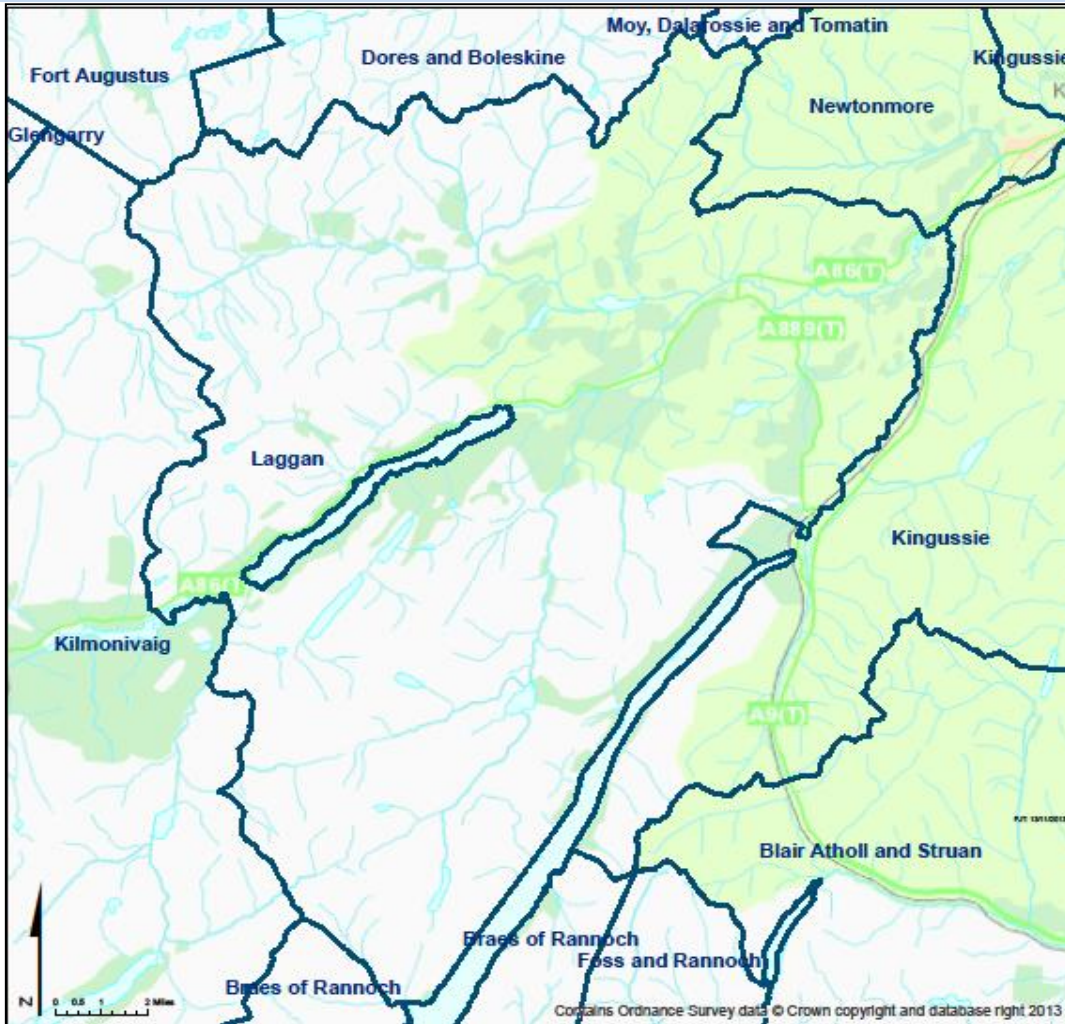 Moy, Dalarossie and Tomatin
Dores and Boleskine
Kingussie
Fort Augustus
K
Newtonmore
Glengarry
A86(T)
A889(T)
Laggan
Kingussie
A86(T)
Kilmonivaig
A9(T)
Blair Atholl and Struan
Braes of Rannoch
Foss and Rannoch
Braes of Rannoch
N
0 0.5 1 2 Miles
Contains Ordnance Survey data © Crown copyright and database right 2013